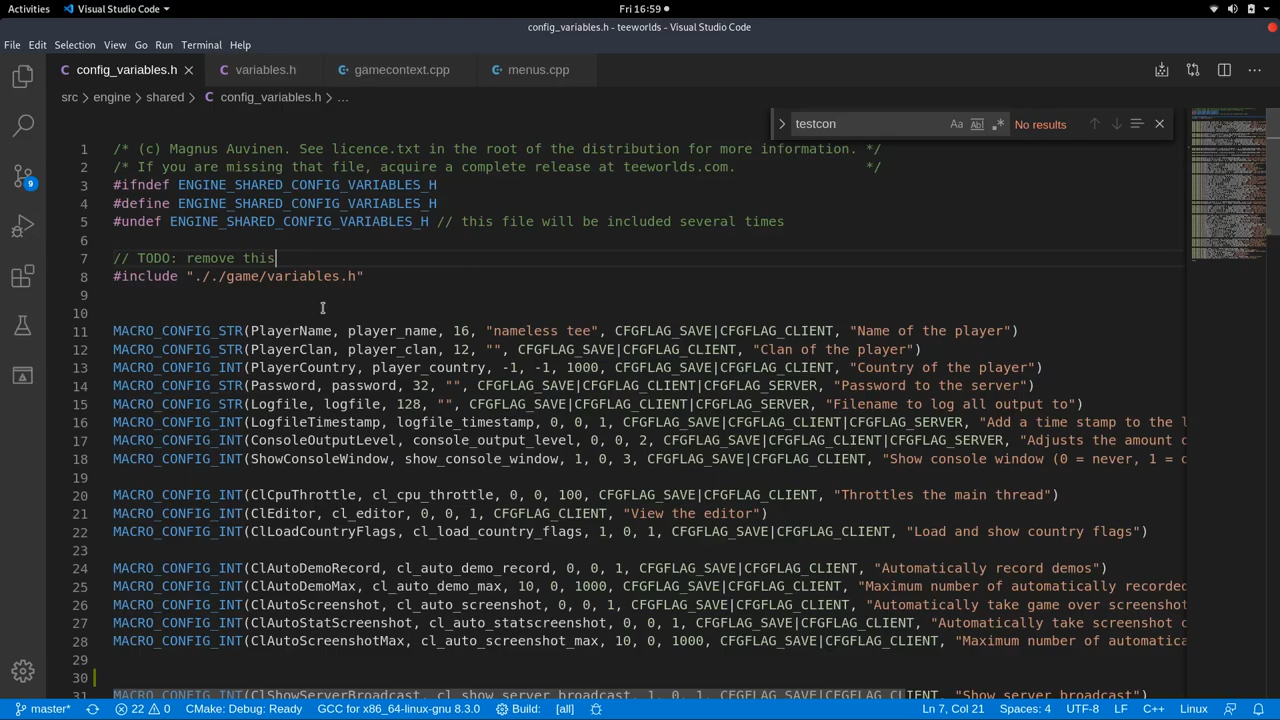 Activities Visual Studio Code Fri 16:59
config_variables.h - teeworlds - Visual Studio Code
File Edit Selection View Go Run Terminal Help
config_variables.h variables.h gamecontext.cpp menus.cpp
src > engine > shared > config_variables.h > ...
testcon Aa Ab .* No results
1 /* (c) Magnus Auvinen. See licence.txt in the root of the distribution for more information. */
2 /* If you are missing that file, acquire a complete release at teeworlds.com. */
3 #ifndef ENGINE_SHARED_CONFIG_VARIABLES_H
4 #define ENGINE_SHARED_CONFIG_VARIABLES_H
5 #undef ENGINE_SHARED_CONFIG_VARIABLES_H // this file will be included several times
6
7 // TODO: remove this
8 #include "././game/variables.h"
9
10
11 MACRO_CONFIG_STR(PlayerName, player_name, 16, "nameless tee", CFGFLAG_SAVE|CFGFLAG_CLIENT, "Name of the player")
12 MACRO_CONFIG_STR(PlayerClan, player_clan, 12, "", CFGFLAG_SAVE|CFGFLAG_CLIENT, "Clan of the player")
13 MACRO_CONFIG_INT(PlayerCountry, player_country, -1, -1, 1000, CFGFLAG_SAVE|CFGFLAG_CLIENT, "Country of the player")
14 MACRO_CONFIG_STR(Password, password, 32, "", CFGFLAG_SAVE|CFGFLAG_CLIENT|CFGFLAG_SERVER, "Password to the server")
15 MACRO_CONFIG_STR(Logfile, logfile, 128, "", CFGFLAG_SAVE|CFGFLAG_CLIENT|CFGFLAG_SERVER, "Filename to log all output to")
16 MACRO_CONFIG_INT(LogfileTimestamp, logfile_timestamp, 0, 0, 1, CFGFLAG_SAVE|CFGFLAG_CLIENT|CFGFLAG_SERVER, "Add a time stamp to the l
17 MACRO_CONFIG_INT(ConsoleOutputLevel, console_output_level, 0, 0, 2, CFGFLAG_SAVE|CFGFLAG_CLIENT|CFGFLAG_SERVER, "Adjusts the amount o
18 MACRO_CONFIG_INT(ShowConsoleWindow, show_console_window, 1, 0, 3, CFGFLAG_SAVE|CFGFLAG_CLIENT, "Show console window (0 = never, 1 = d
19
20 MACRO_CONFIG_INT(ClCpuThrottle, cl_cpu_throttle, 0, 0, 100, CFGFLAG_SAVE|CFGFLAG_CLIENT, "Throttles the main thread")
21 MACRO_CONFIG_INT(ClEditor, cl_editor, 0, 0, 1, CFGFLAG_CLIENT, "View the editor")
22 MACRO_CONFIG_INT(ClLoadCountryFlags, cl_load_country_flags, 1, 0, 1, CFGFLAG_SAVE|CFGFLAG_CLIENT, "Load and show country flags")
23
24 MACRO_CONFIG_INT(ClAutoDemoRecord, cl_auto_demo_record, 0, 0, 1, CFGFLAG_SAVE|CFGFLAG_CLIENT, "Automatically record demos")
25 MACRO_CONFIG_INT(ClAutoDemoMax, cl_auto_demo_max, 10, 0, 1000, CFGFLAG_SAVE|CFGFLAG_CLIENT, "Maximum number of automatically recorded
26 MACRO_CONFIG_INT(ClAutoScreenshot, cl_auto_screenshot, 0, 0, 1, CFGFLAG_SAVE|CFGFLAG_CLIENT, "Automatically take game over screenshot
27 MACRO_CONFIG_INT(ClAutoStatScreenshot, cl_auto_statscreenshot, 0, 0, 1, CFGFLAG_SAVE|CFGFLAG_CLIENT, "Automatically take screenshot o
28 MACRO_CONFIG_INT(ClAutoScreenshotMax, cl_auto_screenshot_max, 10, 0, 1000, CFGFLAG_SAVE|CFGFLAG_CLIENT, "Maximum number of automatica
29
30
31 MACRO_CONFIG_INT(ClShowServerBroadcast, cl_show_server_broadcast, 1, 0, 1, CFGFLAG_SAVE|CFGFLAG_CLIENT, "Show server broadcast")
9
master* 22 0 CMake: Debug: Ready GCC for x86_64-linux-gnu 8.3.0 Build: [all] Ln 7, Col 21 Spaces: 4 UTF-8 LF C++ Linux